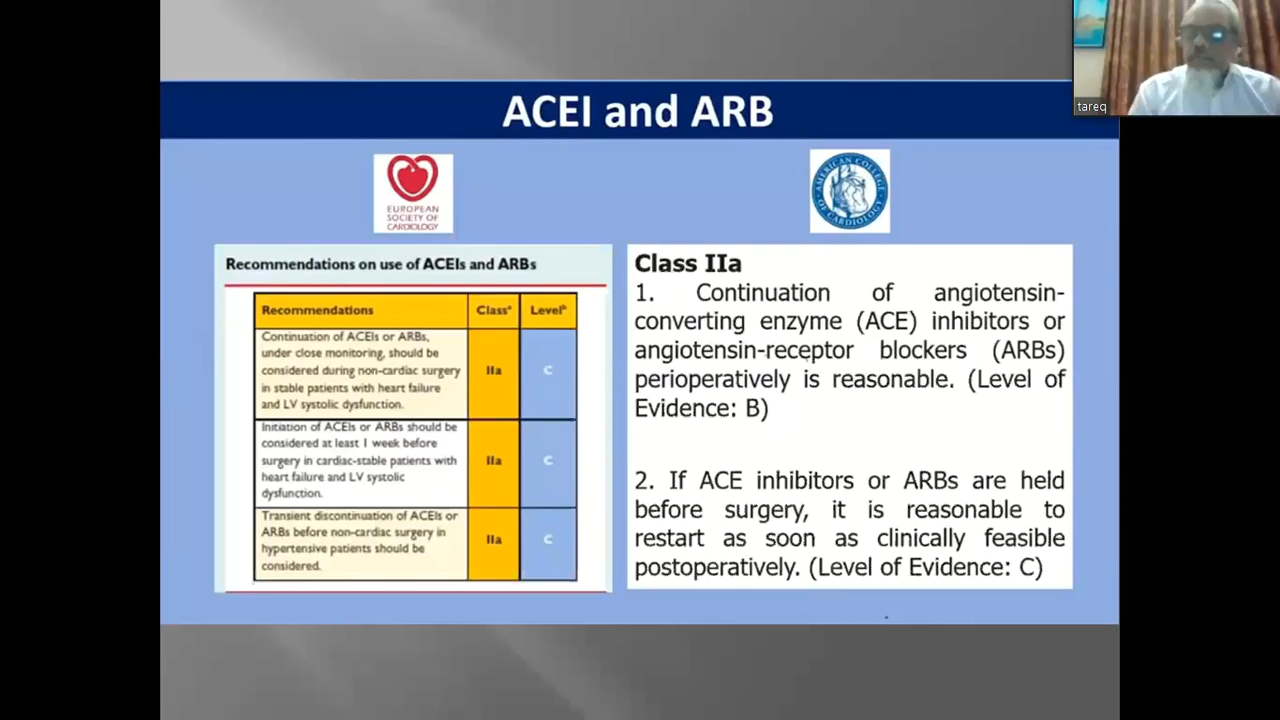 ACEI and ARB
tareq
EUROPEAN
SOCIETY OF
CARDIOLOGY
AMERICAN COLLEGE
OF CARDIOLOGY
Recommendations on use of ACEIs and ARBs
Recommendations Classᵃ Levelᵇ
Continuation of ACEIs or ARBs,
under close monitoring, should be
considered during non-cardiac surgery
in stable patients with heart failure
and LV systolic dysfunction.
IIa C
Initiation of ACEIs or ARBs should be
considered at least 1 week before
surgery in cardiac-stable patients with
heart failure and LV systolic
dysfunction.
IIa C
Transient discontinuation of ACEIs or
ARBs before non-cardiac surgery in
hypertensive patients should be
considered.
IIa C
Class IIa
1. Continuation of angiotensin-
converting enzyme (ACE) inhibitors or
angiotensin-receptor blockers (ARBs)
perioperatively is reasonable. (Level of
Evidence: B)
2. If ACE inhibitors or ARBs are held
before surgery, it is reasonable to
restart as soon as clinically feasible
postoperatively. (Level of Evidence: C)